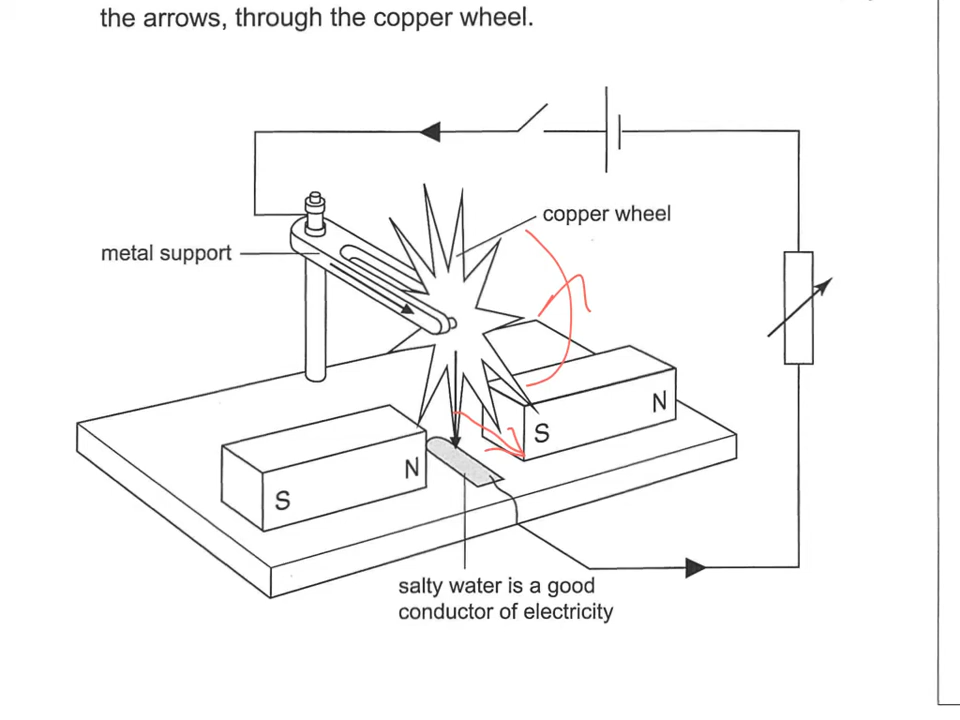 the arrows, through the copper wheel.
copper wheel
metal support
N
S
N
S
salty water is a good
conductor of electricity